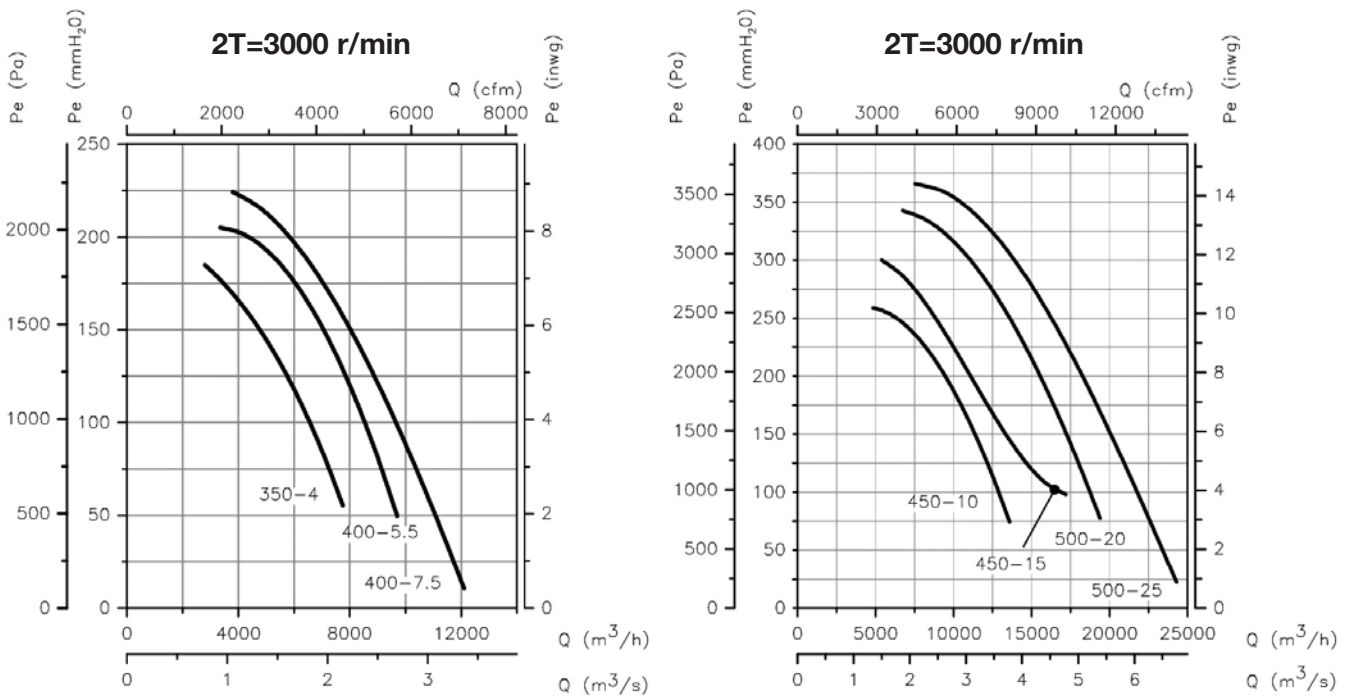 2T=3000 r/min
Pe (Pa)
Pe (mmH2O)
Q (cfm)
Pe (inwg)
0 2000 4000 6000 8000
250
200
150
100
50
0
2000
1500
1000
500
0
8
6
4
2
0
350-4
400-5.5
400-7.5
0 4000 8000 12000
Q (m³/h)
0 1 2 3
Q (m³/s)
2T=3000 r/min
Pe (Pa)
Pe (mmH2O)
Q (cfm)
Pe (inwg)
0 3000 6000 9000 12000
400
350
300
250
200
150
100
50
0
3500
3000
2500
2000
1500
1000
500
0
14
12
10
8
6
4
2
0
450-10
450-15
500-20
500-25
0 5000 10000 15000 20000 25000
Q (m³/h)
0 1 2 3 4 5 6
Q (m³/s)